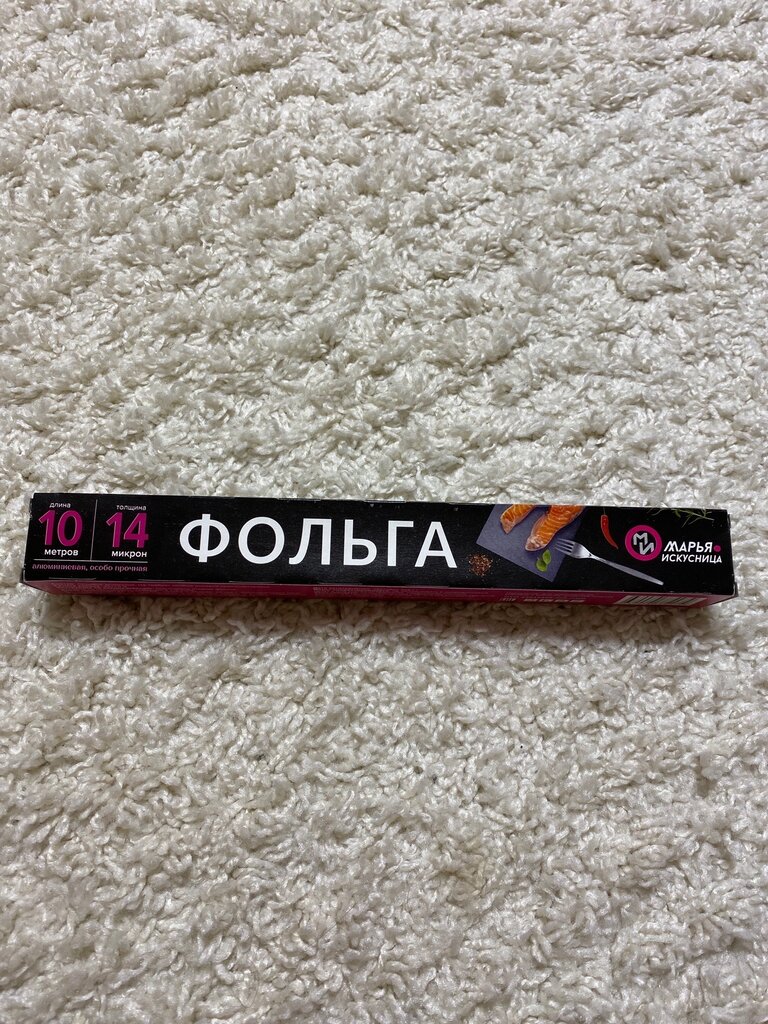 длина
10
метров
толщина
14
микрон
алюминиевая, особо прочная
ФОЛЬГА
МИ
МАРЬЯ
ИСКУСНИЦА